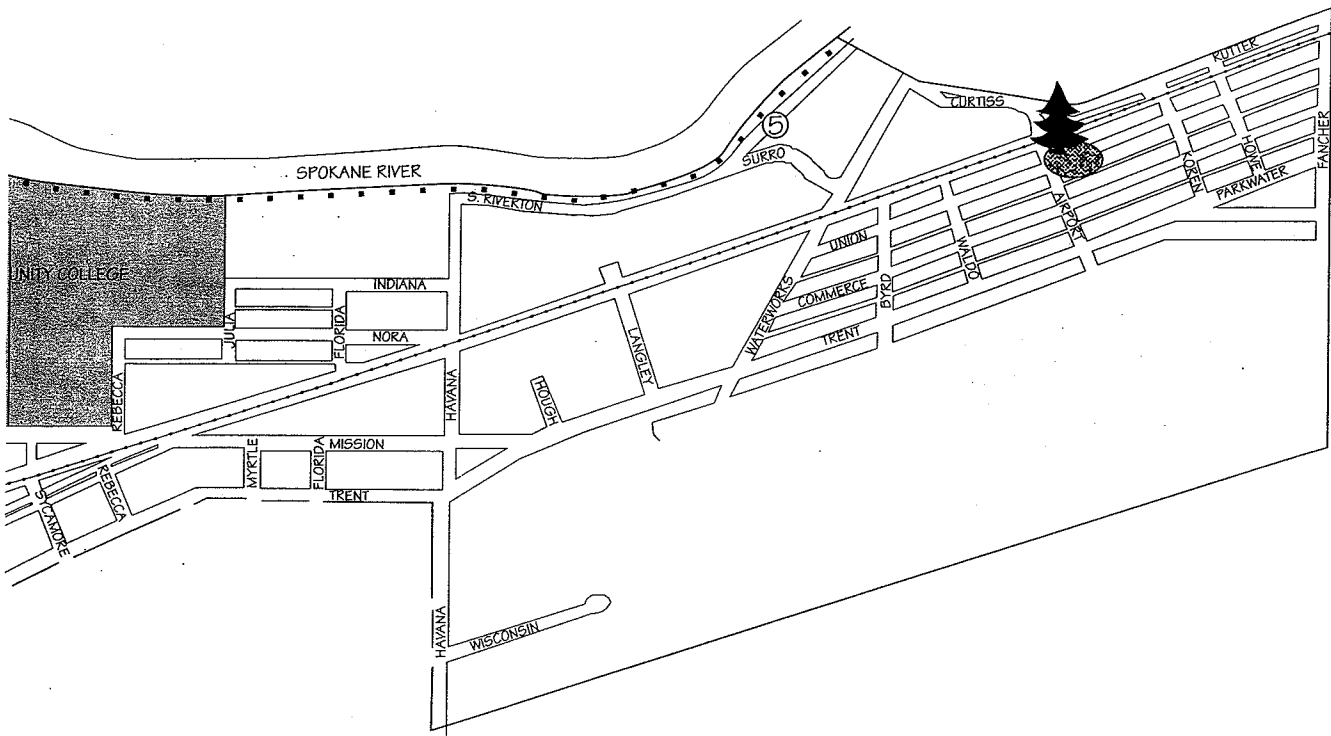 RUTTER
CURTISS
FANCHER
⑤
HOWE
KOREN
SURRO
SPOKANE RIVER
PARKWATER
S. RIVERTON
AIRPORT
UNION
WALDO
UNITY COLLEGE
INDIANA
COMMERCE
BYRD
WATERWORKS
JULIA
FLORIDA
NORA
TRENT
LANGLEY
REBECCA
HAVANA
HOUGH
MISSION
MYRTLE
FLORIDA
REBECCA
TRENT
SYCAMORE
HAVANA
WISCONSIN